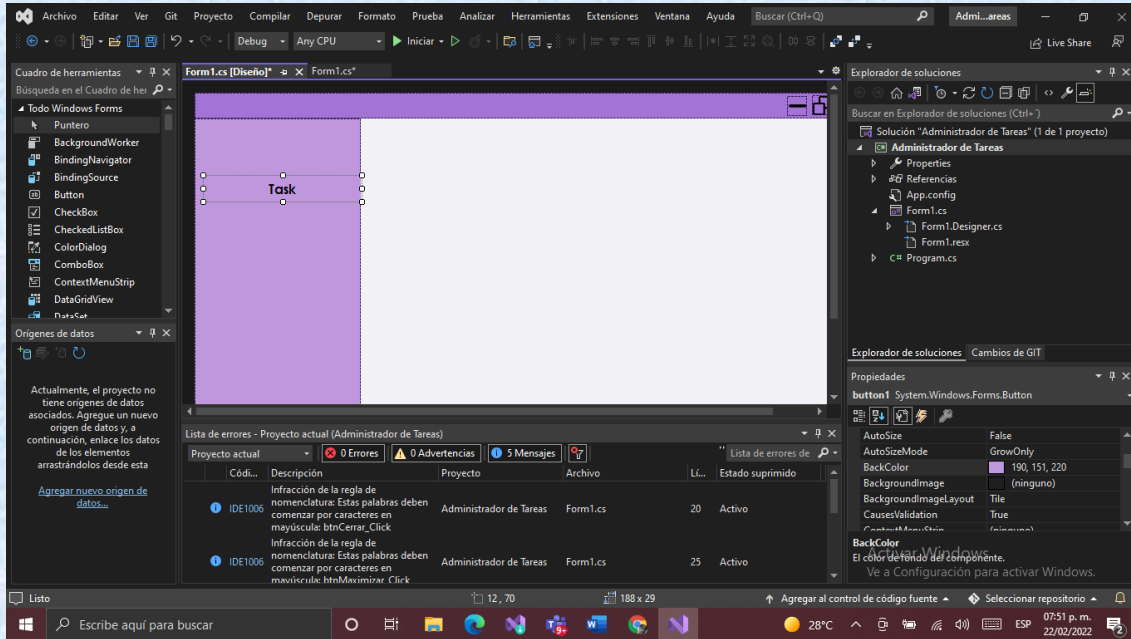 Archivo Editar Ver Git Proyecto Compilar Depurar Formato Prueba Analizar Herramientas Extensiones Ventana Ayuda Buscar (Ctrl+Q) Admi...areas
Debug Any CPU Iniciar Live Share
Cuadro de herramientas
Búsqueda en el Cuadro de her
Todo Windows Forms
Puntero
BackgroundWorker
BindingNavigator
BindingSource
Button
CheckBox
CheckedListBox
ColorDialog
ComboBox
ContextMenuStrip
DataGridView
DataSet
Orígenes de datos
Actualmente, el proyecto no
tiene orígenes de datos
asociados. Agregue un nuevo
origen de datos y, a
continuación, enlace los datos
de los elementos
arrastrándolos desde esta
Agregar nuevo origen de
datos...
Form1.cs [Diseño]* Form1.cs*
Task
Lista de errores - Proyecto actual (Administrador de Tareas)
Proyecto actual 0 Errores 0 Advertencias 5 Mensajes Lista de errores de
Códi... Descripción Proyecto Archivo Lí... Estado suprimido
Infracción de la regla de
nomenclatura: Estas palabras deben
comenzar por caracteres en
mayúscula: btnCerrar_Click
IDE1006 Administrador de Tareas Form1.cs 20 Activo
Infracción de la regla de
nomenclatura: Estas palabras deben
comenzar por caracteres en
mayúscula: btnMaximizar_Click
IDE1006 Administrador de Tareas Form1.cs 25 Activo
Explorador de soluciones
Buscar en Explorador de soluciones (Ctrl+´)
Solución "Administrador de Tareas" (1 de 1 proyecto)
Administrador de Tareas
Properties
Referencias
App.config
Form1.cs
Form1.Designer.cs
Form1.resx
C# Program.cs
Explorador de soluciones Cambios de GIT
Propiedades
button1 System.Windows.Forms.Button
AutoSize False
AutoSizeMode GrowOnly
BackColor 190, 151, 220
BackgroundImage (ninguno)
BackgroundImageLayout Tile
CausesValidation True
ContextMenuStrip (ninguno)
BackColor
El color de fondo del componente.
Activar Windows
Ve a Configuración para activar Windows.
Listo 12 , 70 188 x 29 Agregar al control de código fuente Seleccionar repositorio
Escribe aquí para buscar 28°C ESP 07:51 p. m.
22/02/2022